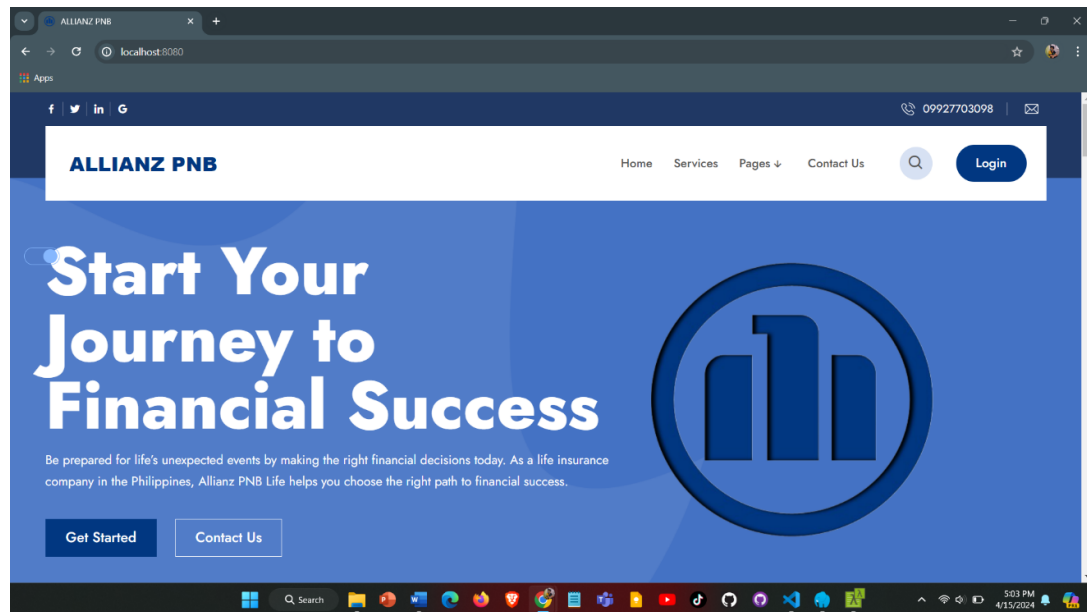 ALLIANZ PNB
localhost:8080
Apps
09927703098
ALLIANZ PNB
Home Services Pages Contact Us Login
Start Your
Journey to
Financial Success
Be prepared for life's unexpected events by making the right financial decisions today. As a life insurance
company in the Philippines, Allianz PNB Life helps you choose the right path to financial success.
Get Started Contact Us
Search
5:03 PM
4/15/2024